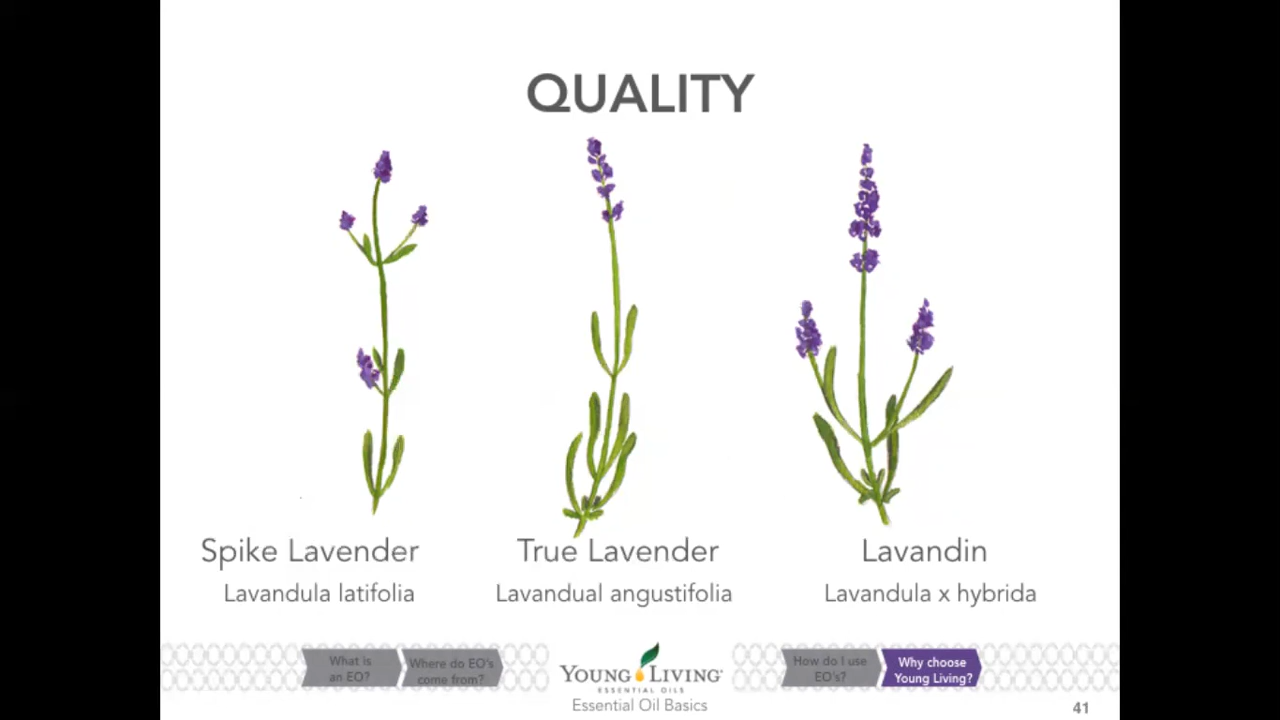 QUALITY
Spike Lavender
Lavandula latifolia
True Lavender
Lavandual angustifolia
Lavandin
Lavandula x hybrida
What is
an EO?
Where do EO's
come from?
YOUNG LIVING
ESSENTIAL OILS
Essential Oil Basics
How do I use
EO's?
Why choose
Young Living?
41